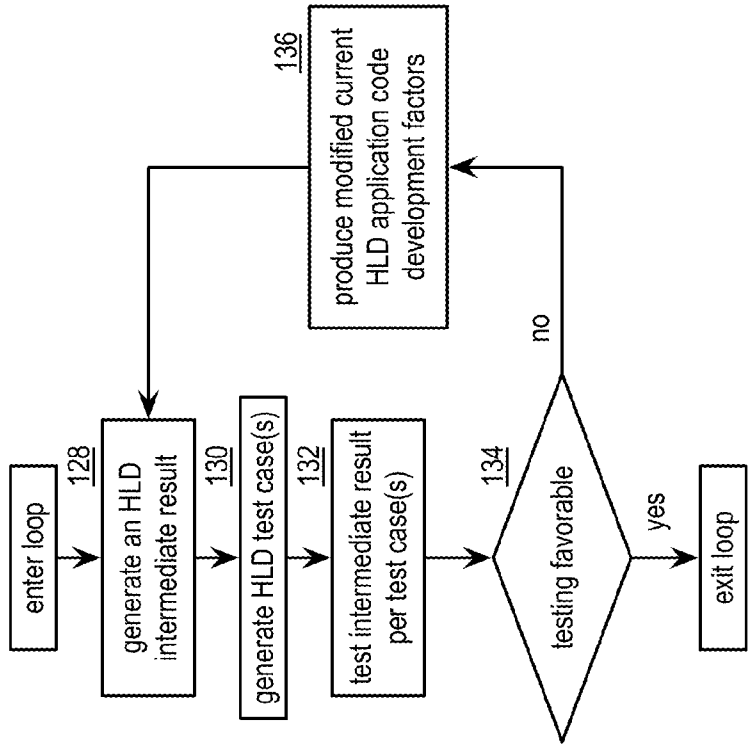 enter loop
128
generate an HLD
intermediate result
130
generate HLD test case(s)
132
test intermediate result
per test case(s)
134
testing favorable
yes
exit loop
no
136
produce modified current
HLD application code
development factors